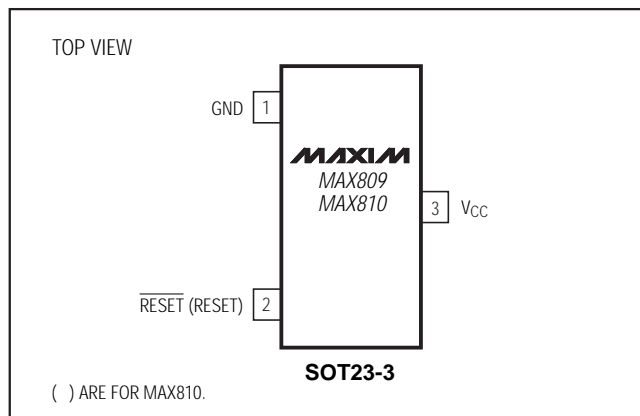 TOP VIEW
GND 1
MAXIM
MAX809
MAX810
3 VCC
RESET (RESET) 2
SOT23-3
( ) ARE FOR MAX810.